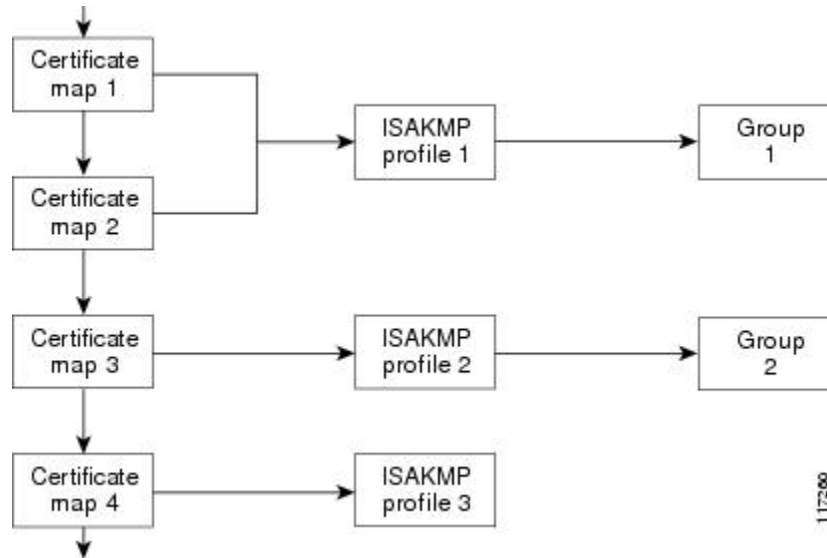 Certificate
map 1
ISAKMP
profile 1
Group
1
Certificate
map 2
Certificate
map 3
ISAKMP
profile 2
Group
2
Certificate
map 4
ISAKMP
profile 3
117269